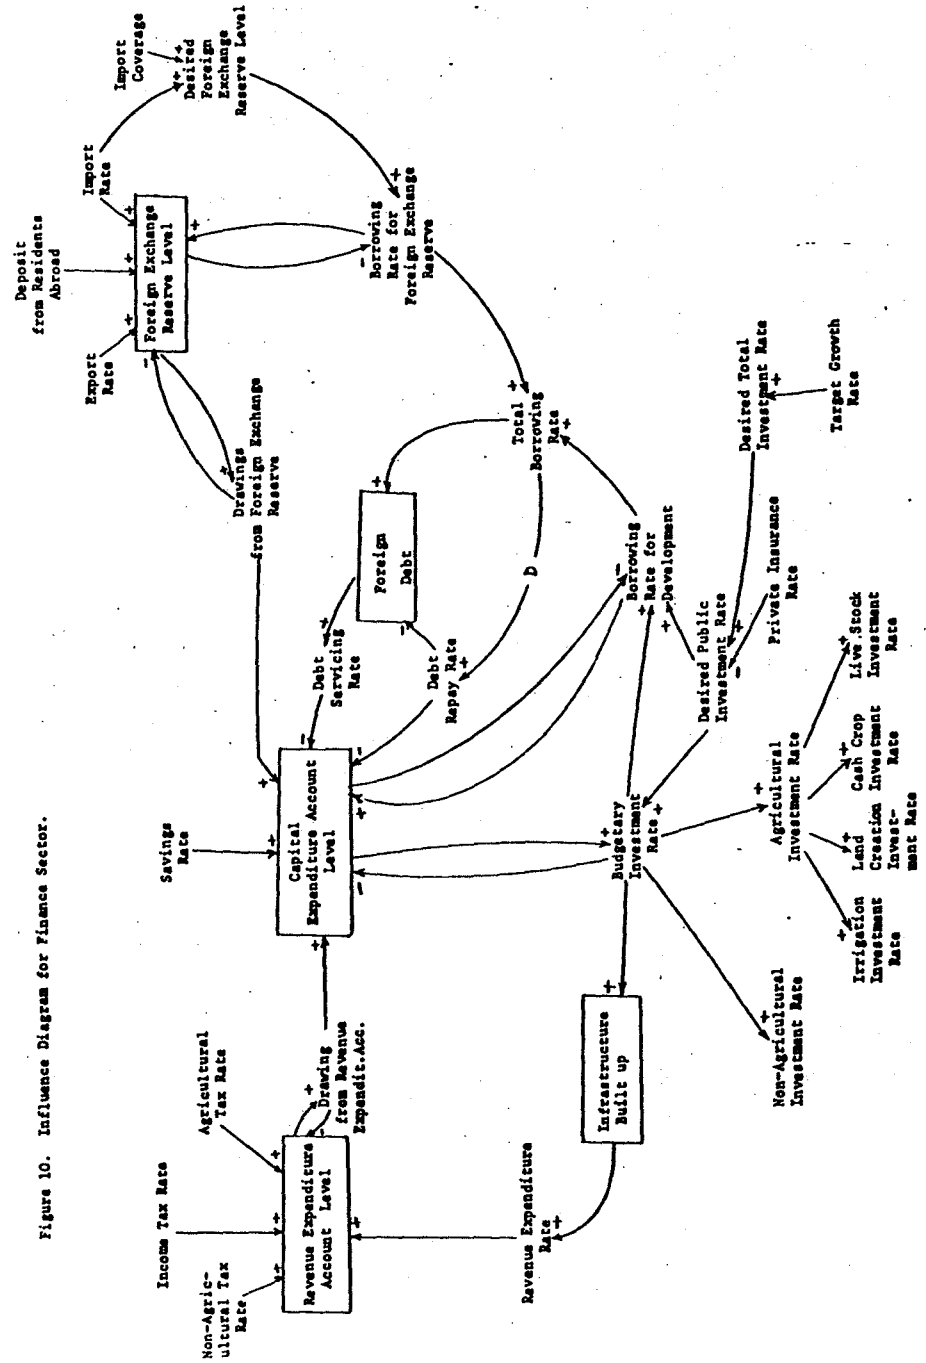 Figure 10. Influence Diagram for Finance Sector.
Non-Agric-
ultural Tax
Rate
Income Tax Rate
Agricultural
Tax Rate
Savings
Rate
+
+
+
Revenue Expenditure
Account Level
+
-
+
Drawing
from Revenue
Expendit.Acc.
+
+
+
Capital
Expenditure Account
Level
-
-
+
-
Drawings
from Foreign Exchange
Reserve
+
-
Export
Rate
Deposit
from Residents
Abroad
Import
Rate
Import
Coverage
+
+
+
Foreign Exchange
Reserve Level
+
+
+
Desired
Foreign
Exchange
Reserve Level
Debt
Servicing
Rate
+
Foreign
Debt
+
-
Debt
Repay Rate
+
D
Total
Borrowing
Rate
+
+
-
Borrowing
Rate for
Foreign Exchange
Reserve
+
Revenue Expenditure
Rate
+
Infrastructure
Built up
+
Budgetary
Investment
Rate
+
+
-
Borrowing
Rate for
Development
+
+
Desired Public
Investment Rate
+
-
Desired Total
Investment Rate
+
Private Insurance
Rate
Target Growth
Rate
+
Non-Agricultural
Investment Rate
+
Agricultural
Investment Rate
+
Irrigation
Investment
Rate
+
Land
Creation
Invest-
ment Rate
+
Cash Crop
Investment
Rate
+
Live Stock
Investment
Rate